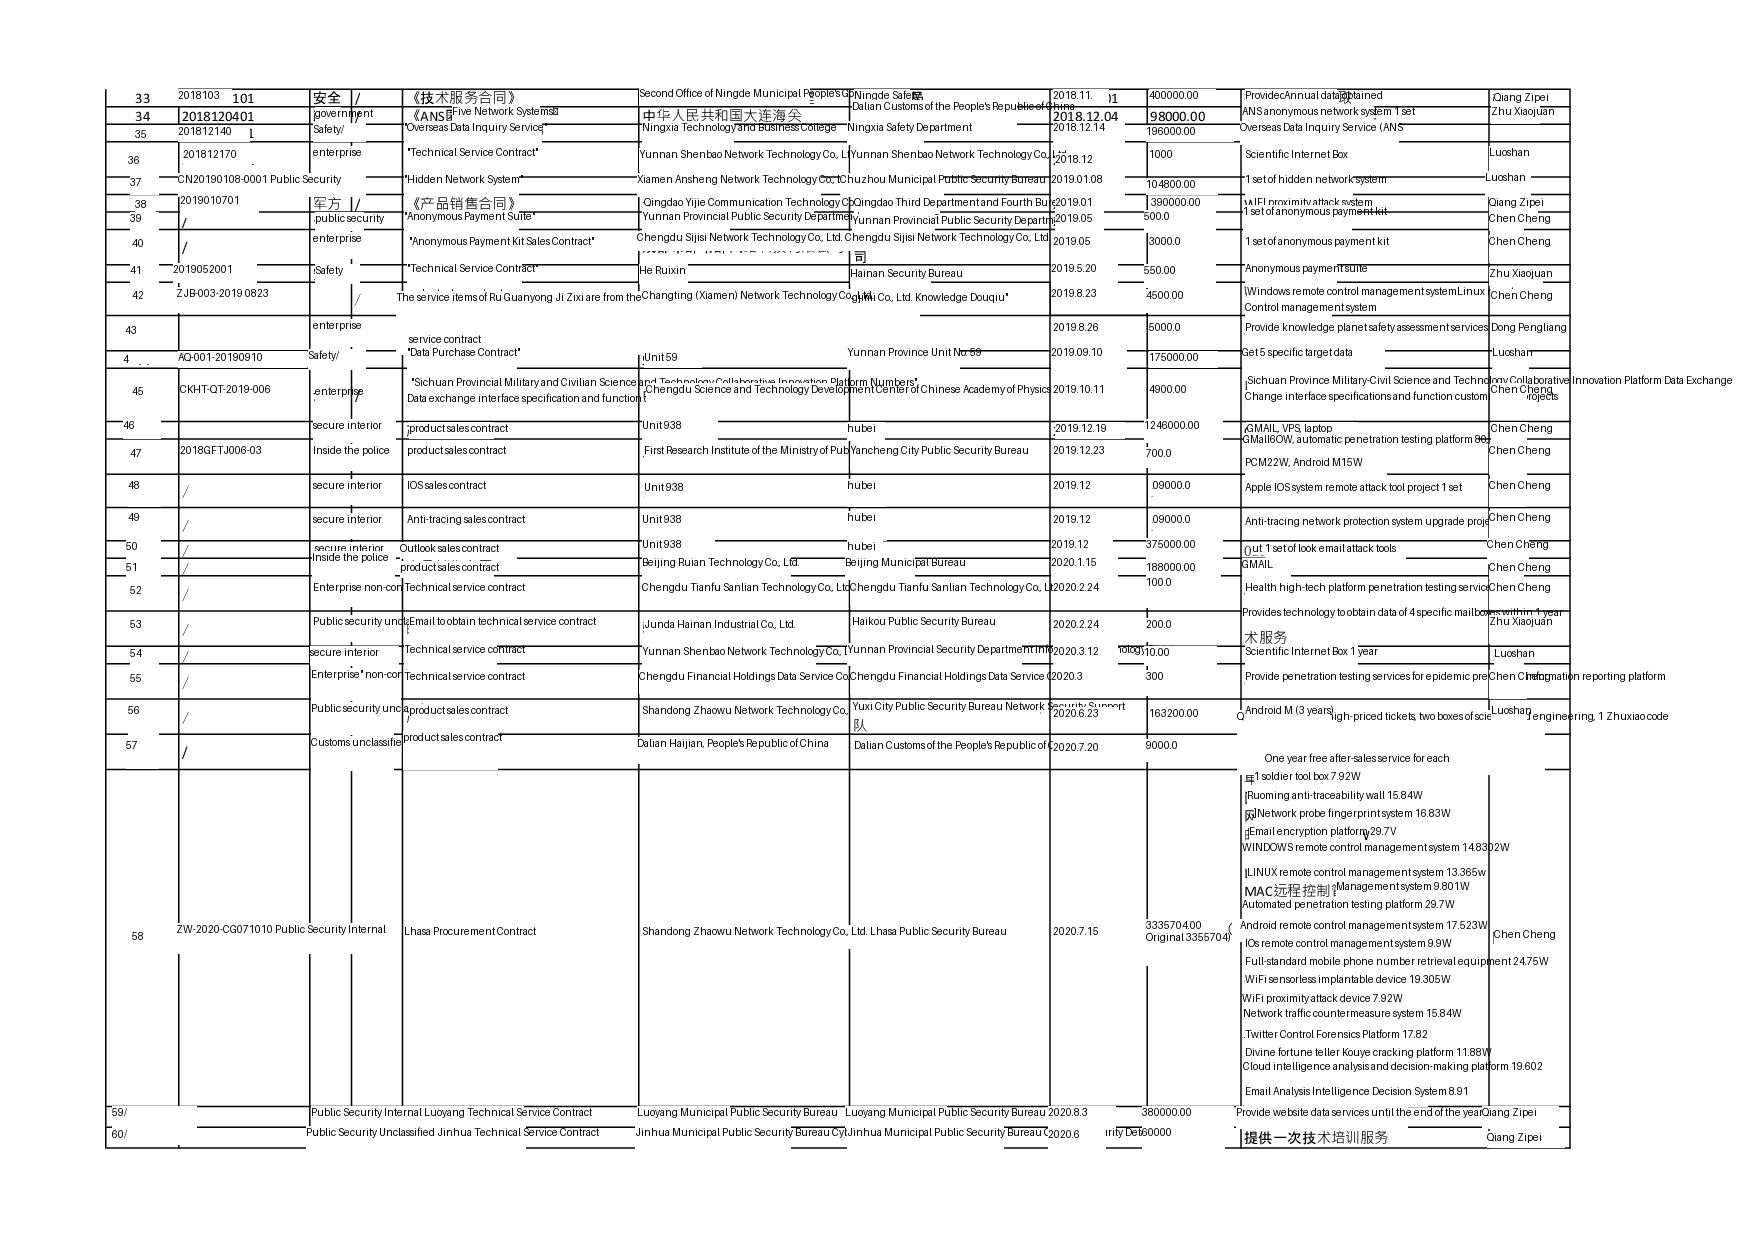 33 2018103 101 安全 / 《技术服务合同》 Second Office of Ningde Municipal People's Go Ningde Safe 2018.11. 01 400000.00 Annual data obtained Qiang Zipei
34 2018120401 government / 《ANS Five Network Systems 中华人民共和国大连海关 Dalian Customs of the People's Republic of China 2018.12.04 98000.00 ANS anonymous network system 1 set Zhu Xiaojuan
35 201812140 1 Safety/ "Overseas Data Inquiry Service" Ningxia Technology and Business College Ningxia Safety Department 2018.12.14 196000.00 Overseas Data Inquiry Service (ANS
36 201812170 enterprise "Technical Service Contract" Yunnan Shenbao Network Technology Co., Lt Yunnan Shenbao Network Technology Co., 2018.12 1000 Scientific Internet Box Luoshan
37 CN20190108-0001 Public Security "Hidden Network System" Xiamen Ansheng Network Technology Co., Chuzhou Municipal Public Security Bureau 2019.01.08 104800.00 1 set of hidden network system Luoshan
38 2019010701 军方 / 《产品销售合同》 Qingdao Yijie Communication Technology Co Qingdao Third Department and Fourth Bur 2019.01 390000.00 WIFI proximity attack system Qiang Zipei
39 / public security "Anonymous Payment Suite" Yunnan Provincial Public Security Departme Yunnan Provincial Public Security Departm 2019.05 500.0 1 set of anonymous payment kit Chen Cheng
40 / enterprise "Anonymous Payment Kit Sales Contract" Chengdu Sijisi Network Technology Co., Ltd. Chengdu Sijisi Network Technology Co., Ltd 司 2019.05 3000.0 1 set of anonymous payment kit Chen Cheng
41 2019052001 Safety "Technical Service Contract" He Ruixin Hainan Security Bureau 2019.5.20 550.00 Anonymous payment suite Zhu Xiaojuan
42 ZJB-003-2019 0823 / The service items of Ru Guanyong Ji Zixi are from the Changting (Xiamen) Network Technology Co., Ltd. Co., Ltd. Knowledge Douqiu" 2019.8.23 4500.00 \Windows remote control management system Linux Chen Cheng
Control management system
43 enterprise service contract 2019.8.26 5000.0 Provide knowledge planet safety assessment services Dong Pengliang
4 AQ-001-20190910 Safety/ "Data Purchase Contract" Unit 59 Yunnan Province Unit No. 59 2019.09.10 175000.00 Get 5 specific target data Luoshan
45 CKHT-QT-2019-006 enterprise / "Sichuan Provincial Military and Civilian Science and Technology Collaborative Innovation Platform Numbers" Chengdu Science and Technology Development Center of Chinese Academy of Physics 2019.10.11 4900.00 Sichuan Province Military-Civil Science and Technology Collaborative Innovation Platform Data Exchange Chen Cheng
Data exchange interface specification and function Change interface specifications and function custom projects
46 secure interior product sales contract Unit 938 hubei 2019.12.19 1246000.00 GMAIL, VPS, laptop Chen Cheng
47 2018GFTJ006-03 Inside the police product sales contract First Research Institute of the Ministry of Pub Yancheng City Public Security Bureau 2019.12.23 700.0 GMail60W, automatic penetration testing platform 80, Chen Cheng
PCM22W, Android M15W
48 / secure interior IOS sales contract Unit 938 hubei 2019.12 .09000.0 Apple IOS system remote attack tool project 1 set Chen Cheng
49 / secure interior Anti-tracing sales contract Unit 938 hubei 2019.12 .09000.0 Anti-tracing network protection system upgrade proje Chen Cheng
50 / secure interior Outlook sales contract Unit 938 hubei 2019.12 375000.00 Out 1 set of look email attack tools Chen Cheng
51 / Inside the police product sales contract Beijing Ruian Technology Co., Ltd. Beijing Municipal Bureau 2020.1.15 188000.00 GMAIL Chen Cheng
52 / Enterprise non-con Technical service contract Chengdu Tianfu Sanlian Technology Co., Ltd Chengdu Tianfu Sanlian Technology Co., Ltd 2020.2.24 100.0 Health high-tech platform penetration testing service Chen Cheng
53 / Public security uncla Email to obtain technical service contract Junda Hainan Industrial Co., Ltd. Haikou Public Security Bureau 2020.2.24 200.0 Provides technology to obtain data of 4 specific mailboxes within 1 year Zhu Xiaojuan
术服务
54 / secure interior Technical service contract Yunnan Shenbao Network Technology Co., Yunnan Provincial Security Department Info 2020.3.12 10.00 Scientific Internet Box 1 year Luoshan
55 / Enterprise" non-con Technical service contract Chengdu Financial Holdings Data Service Co Chengdu Financial Holdings Data Service 2020.3 300 Provide penetration testing services for epidemic pre Chen Cheng Information reporting platform
56 / Public security uncla product sales contract Shandong Zhaowu Network Technology Co., Yuxi City Public Security Bureau Network Security Support 队 2020.6.23 163200.00 Q Android M (3 years) high-priced tickets, two boxes of scie Luoshan engineering, 1 Zhuxiao code
57 / Customs unclassifie product sales contract Dalian Haijian, People's Republic of China Dalian Customs of the People's Republic of 2020.7.20 9000.0
One year free after-sales service for each
1 soldier tool box 7.92W
Ruoming anti-traceability wall 15.84W
网 Network probe fingerprint system 16.83W
Email encryption platform 29.7V
WINDOWS remote control management system 14.8302W
LINUX remote control management system 13.365w
MAC远程控制 Management system 9.801W
Automated penetration testing platform 29.7W
58 ZW-2020-CG071010 Public Security Internal Lhasa Procurement Contract Shandong Zhaowu Network Technology Co., Ltd. Lhasa Public Security Bureau 2020.7.15 3335704.00 Original 3355704) Android remote control management system 17.523W Chen Cheng
IOs remote control management system 9.9W
Full-standard mobile phone number retrieval equipment 24.75W
WiFi sensorless implantable device 19.305W
WiFi proximity attack device 7.92W
Network traffic countermeasure system 15.84W
Twitter Control Forensics Platform 17.82
Divine fortune teller Kouye cracking platform 11.88W
Cloud intelligence analysis and decision-making platform 19.602
Email Analysis Intelligence Decision System 8.91
59/ Public Security Internal Luoyang Technical Service Contract Luoyang Municipal Public Security Bureau Luoyang Municipal Public Security Bureau 2020.8.3 380000.00 Provide website data services until the end of the year Qiang Zipei
60/ Public Security Unclassified Jinhua Technical Service Contract Jinhua Municipal Public Security Bureau Cyt Jinhua Municipal Public Security Bureau 2020.6 rity Det 60000 提供一次技术培训服务 Qiang Zipei